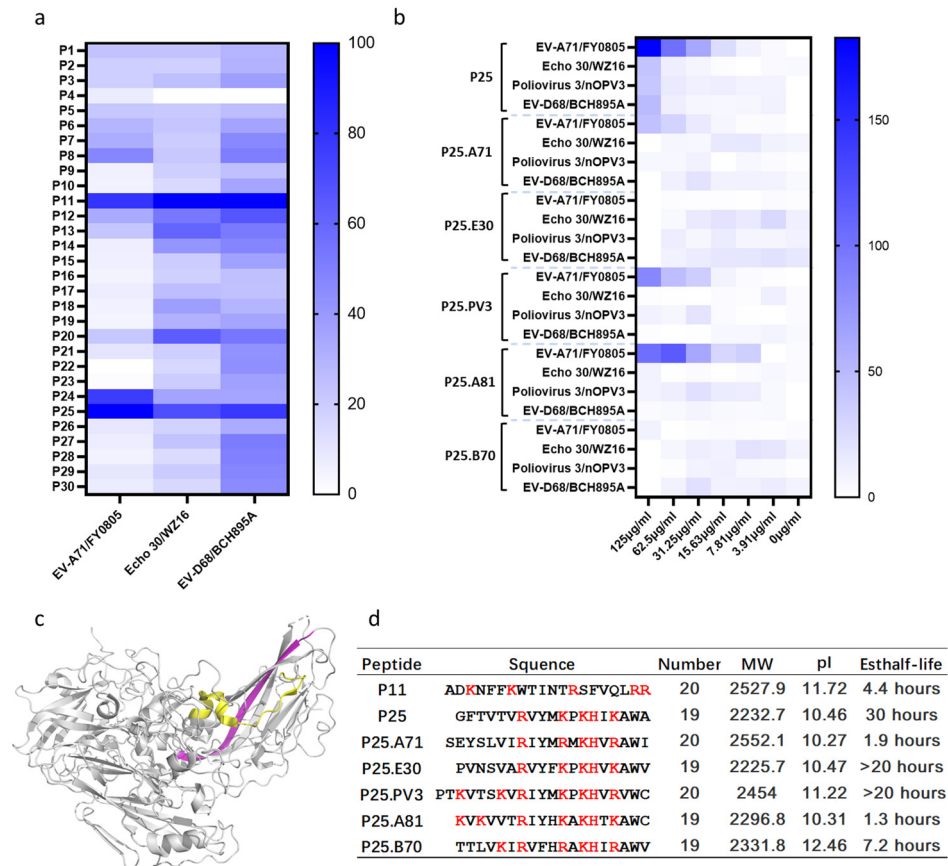 a
P1
P2
P3
P4
P5
P6
P7
P8
P9
P10
P11
P12
P13
P14
P15
P16
P17
P18
P19
P20
P21
P22
P23
P24
P25
P26
P27
P28
P29
P30
EV-A71/FY0805
Echo 30/WZ16
EV-D68/BCH895A
100
80
60
40
20
0
b
P25
EV-A71/FY0805
Echo 30/WZ16
Poliovirus 3/nOPV3
EV-D68/BCH895A
P25.A71
EV-A71/FY0805
Echo 30/WZ16
Poliovirus 3/nOPV3
EV-D68/BCH895A
P25.E30
EV-A71/FY0805
Echo 30/WZ16
Poliovirus 3/nOPV3
EV-D68/BCH895A
P25.PV3
EV-A71/FY0805
Echo 30/WZ16
Poliovirus 3/nOPV3
EV-D68/BCH895A
P25.A81
EV-A71/FY0805
Echo 30/WZ16
Poliovirus 3/nOPV3
EV-D68/BCH895A
P25.B70
EV-A71/FY0805
Echo 30/WZ16
Poliovirus 3/nOPV3
EV-D68/BCH895A
125μg/ml
62.5μg/ml
31.25μg/ml
15.63μg/ml
7.81μg/ml
3.91μg/ml
0μg/ml
150
100
50
0
c
d
Peptide Squence Number MW pI Esthalf-life
P11 ADKNFFKWTINTRSFVQLRR 20 2527.9 11.72 4.4 hours
P25 GFTVTVRVYMKPKHIKAWA 19 2232.7 10.46 30 hours
P25.A71 SEYSLVIRIYMRMKHVRAWI 20 2552.1 10.27 1.9 hours
P25.E30 PVNSVARVYFKPKHVKAWV 19 2225.7 10.47 >20 hours
P25.PV3 PTKVTSKVRIYMKPKHVRVWC 20 2454 11.22 >20 hours
P25.A81 KVKVVTRIYHKAKHTKAWV 19 2296.8 10.31 1.3 hours
P25.B70 TTLVKIRVFHRAKHIKAWV 19 2331.8 12.46 7.2 hours